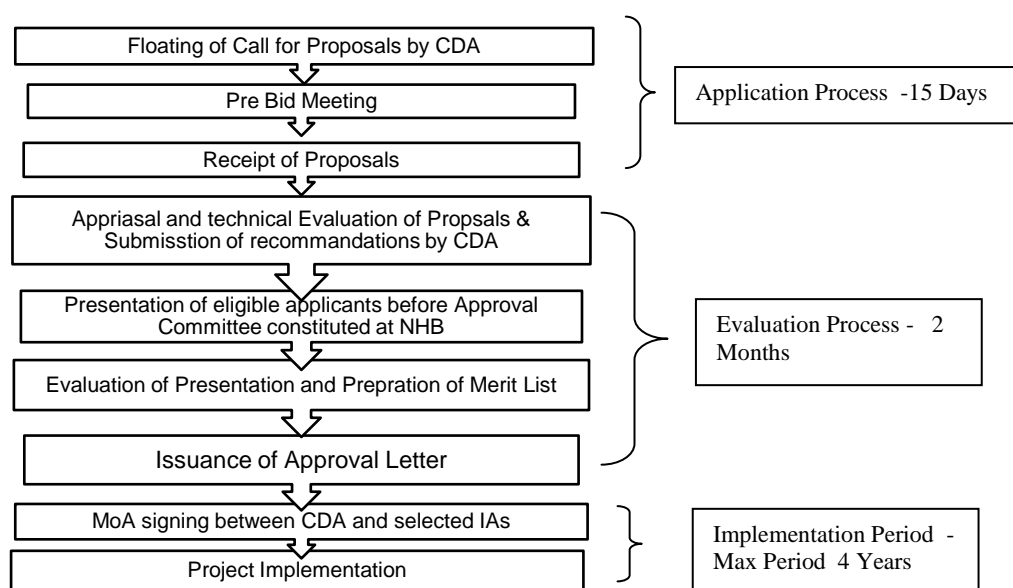 Floating of Call for Proposals by CDA
Pre Bid Meeting
Receipt of Proposals
Application Process -15 Days
Appriasal and technical Evaluation of Propsals &
Submisstion of recommandations by CDA
Presentation of eligible applicants before Approval
Committee constituted at NHB
Evaluation of Presentation and Prepration of Merit List
Issuance of Approval Letter
Evaluation Process - 2
Months
MoA signing between CDA and selected IAs
Project Implementation
Implementation Period -
Max Period 4 Years